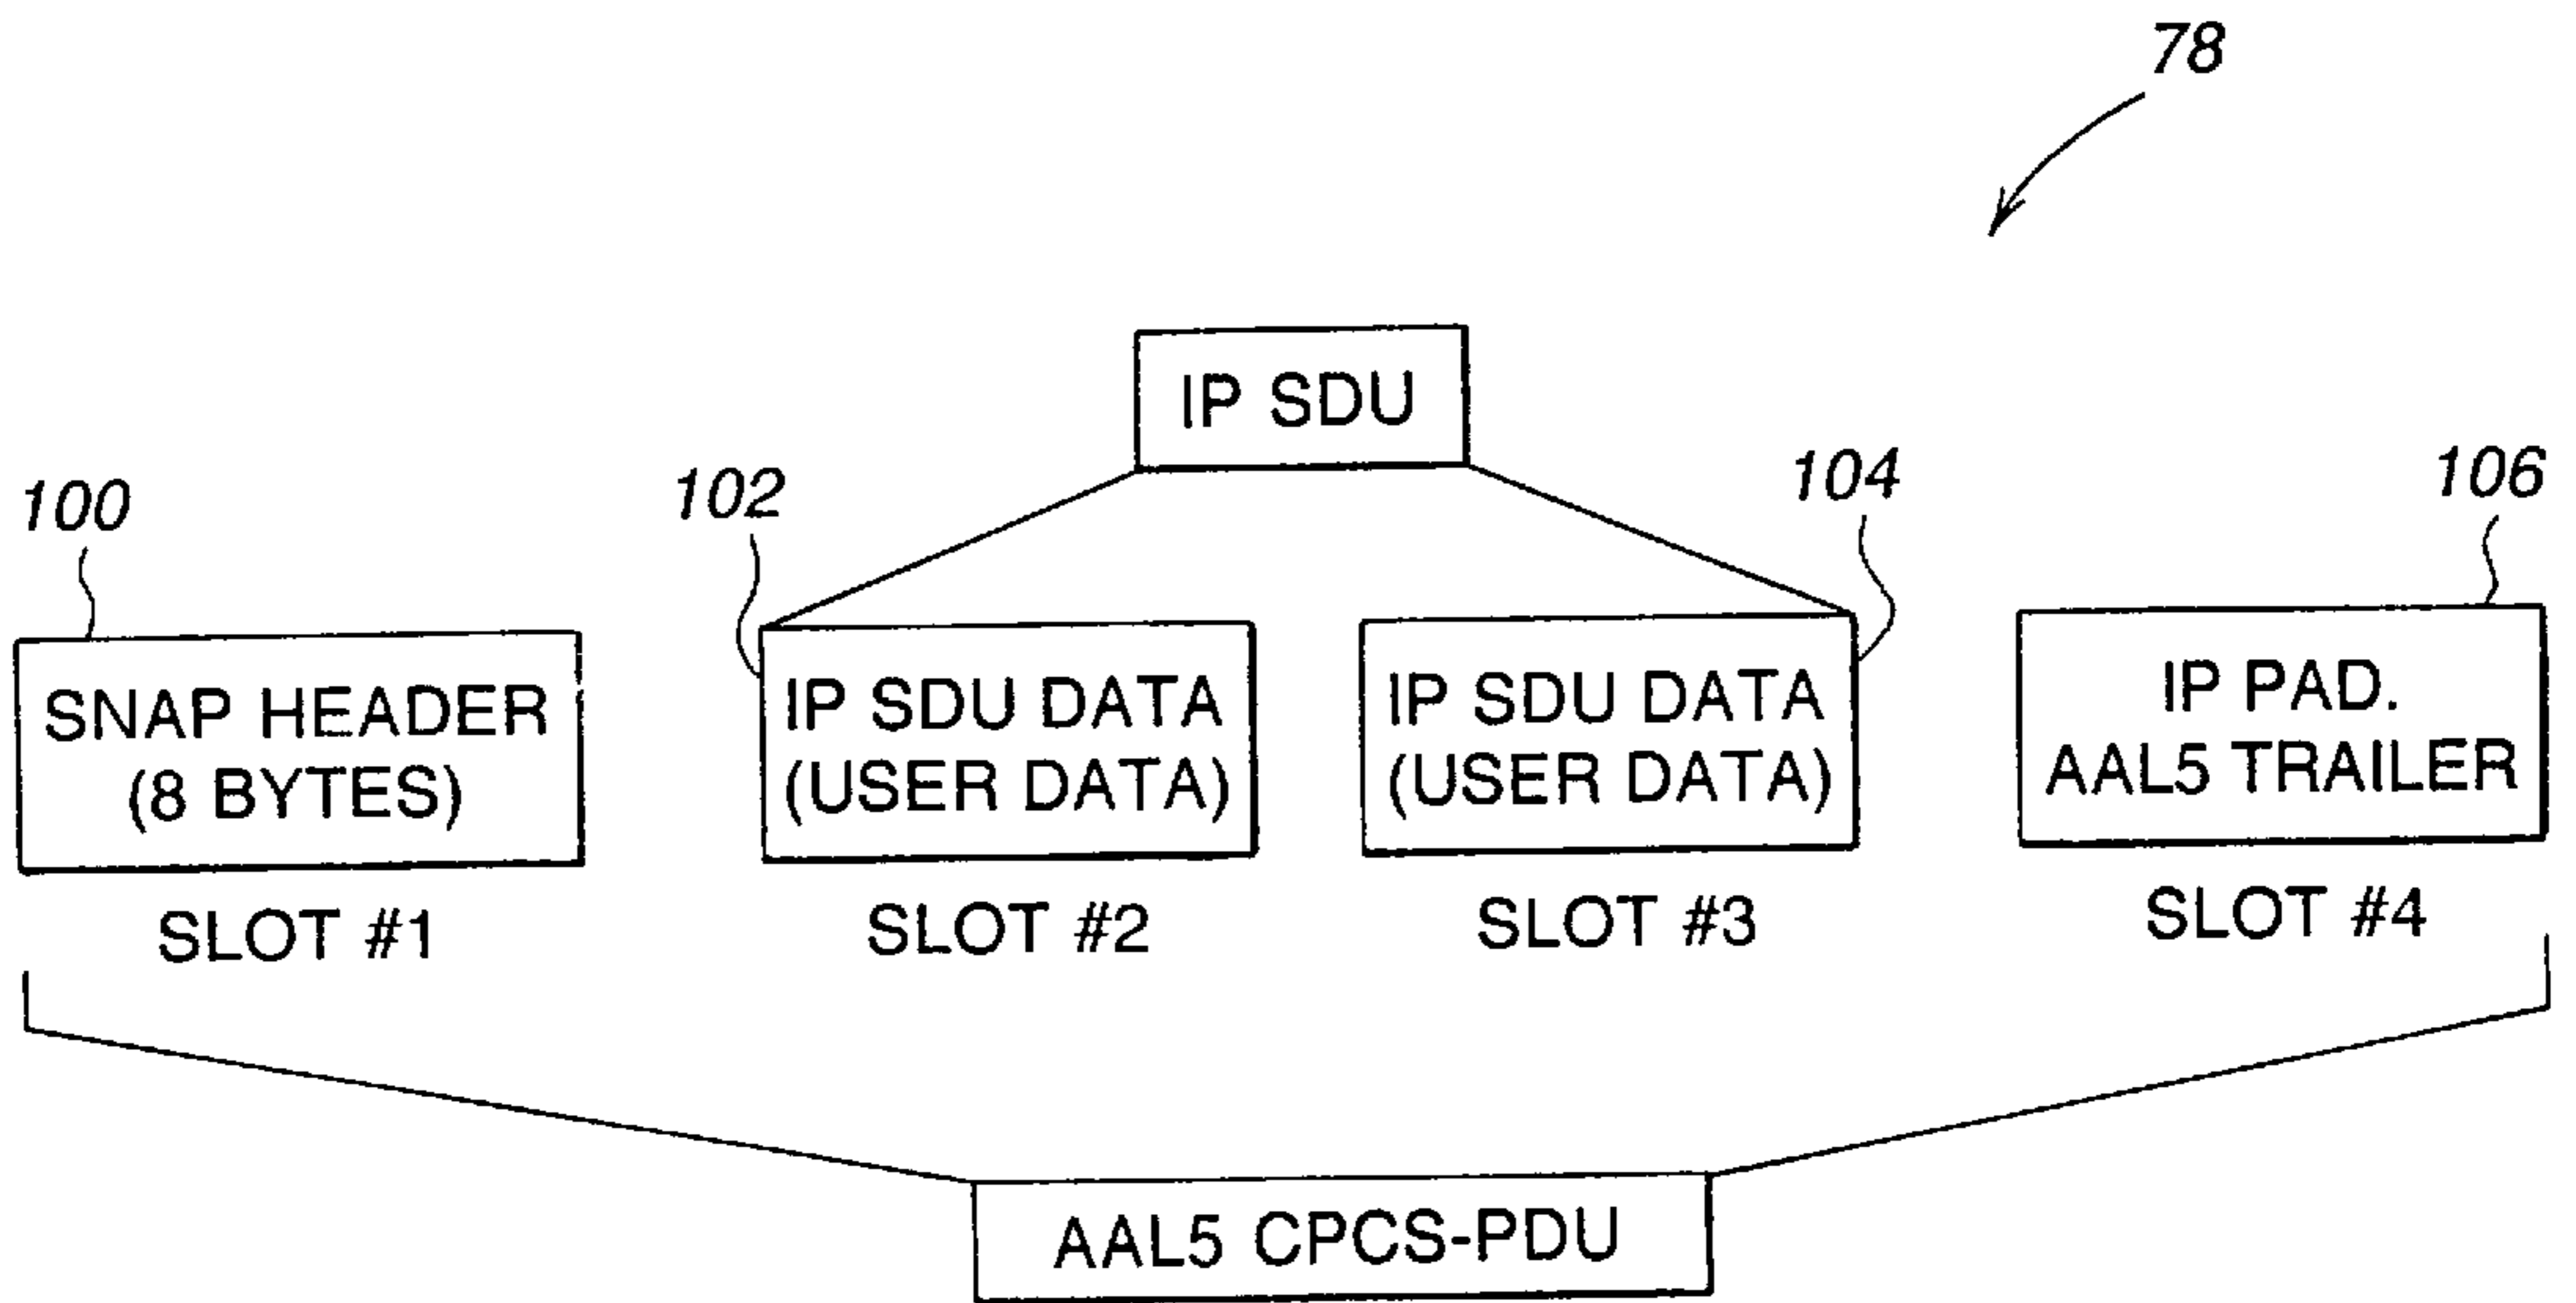 78
IP SDU
100
102
104
106
SNAP HEADER
(8 BYTES)
IP SDU DATA
(USER DATA)
IP SDU DATA
(USER DATA)
IP PAD.
AAL5 TRAILER
SLOT #1
SLOT #2
SLOT #3
SLOT #4
AAL5 CPCS-PDU